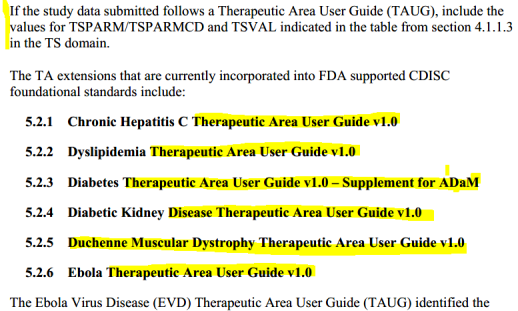 If the study data submitted follows a Therapeutic Area User Guide (TAUG), include the
values for TSPARM/TSPARMCD and TSVAL indicated in the table from section 4.1.1.3
in the TS domain.
The TA extensions that are currently incorporated into FDA supported CDISC
foundational standards include:
5.2.1 Chronic Hepatitis C Therapeutic Area User Guide v1.0
5.2.2 Dyslipidemia Therapeutic Area User Guide v1.0
5.2.3 Diabetes Therapeutic Area User Guide v1.0 – Supplement for ADaM
5.2.4 Diabetic Kidney Disease Therapeutic Area User Guide v1.0
5.2.5 Duchenne Muscular Dystrophy Therapeutic Area User Guide v1.0
5.2.6 Ebola Therapeutic Area User Guide v1.0
The Ebola Virus Disease (EVD) Therapeutic Area User Guide (TAUG) identified the